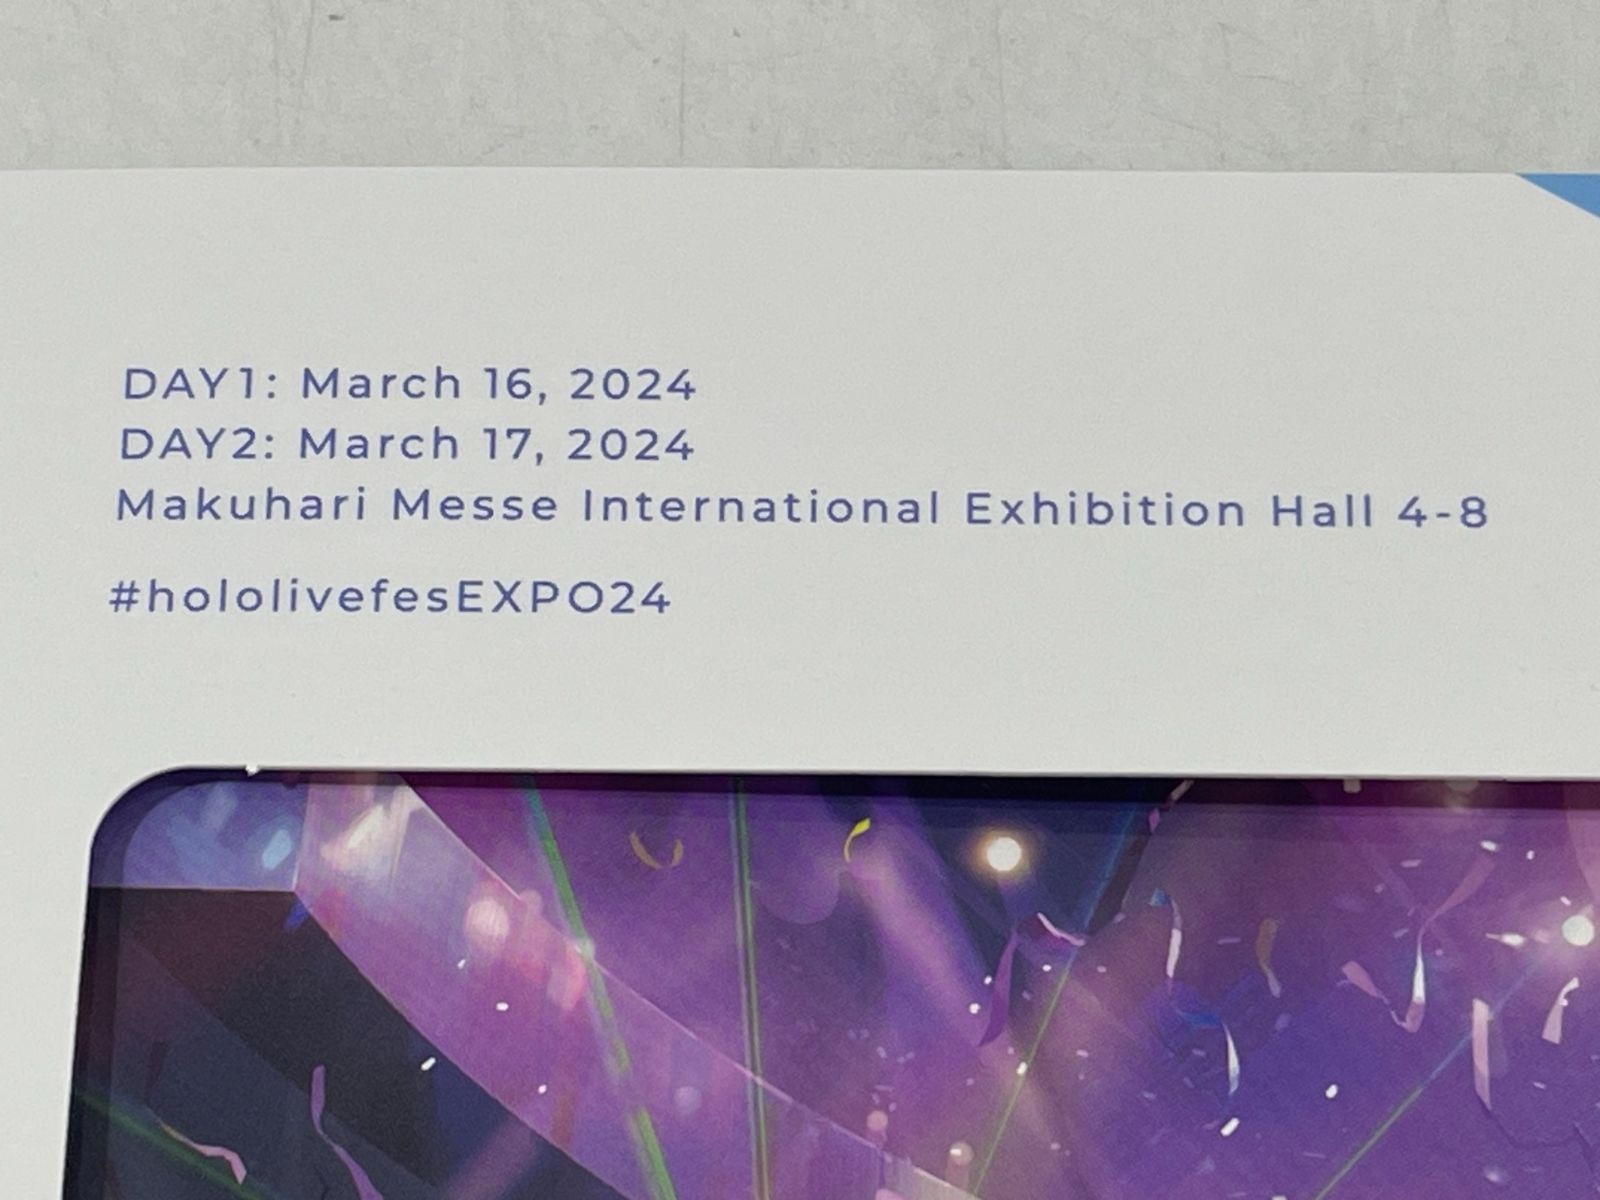 DAY1: March 16, 2024
DAY2: March 17, 2024
Makuhari Messe International Exhibition Hall 4-8
#hololivefesEXPO24